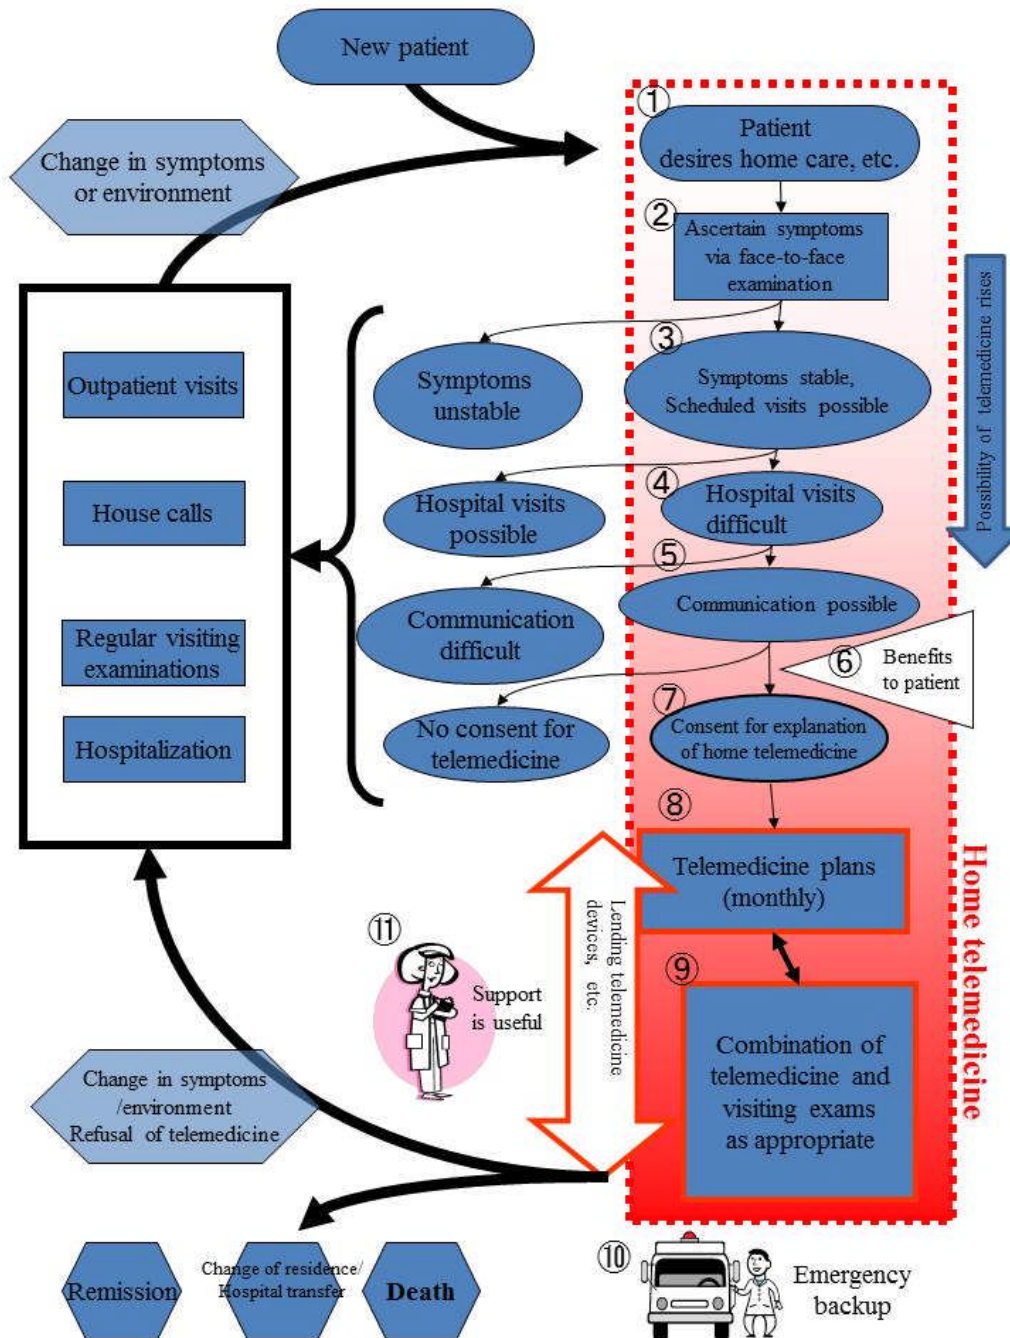 New patient
Change in symptoms
or environment
①
Patient
desires home care, etc.
②
Ascertain symptoms
via face-to-face
examination
Possibility of telemedicine rises
③
Symptoms stable,
Scheduled visits possible
Symptoms
unstable
Outpatient visits
④
Hospital visits
difficult
Hospital visits
possible
House calls
⑤
Communication possible
Communication
difficult
Regular visiting
examinations
⑥
Benefits
to patient
⑦
Consent for explanation
of home telemedicine
No consent for
telemedicine
Hospitalization
⑧
Telemedicine plans
(monthly)
Home telemedicine
Lending telemedicine
devices, etc.
⑪
Support
is useful
⑨
Combination of
telemedicine and
visiting exams
as appropriate
Change in symptoms
/environment
Refusal of telemedicine
Remission
Change of residence/
Hospital transfer
Death
⑩
Emergency
backup